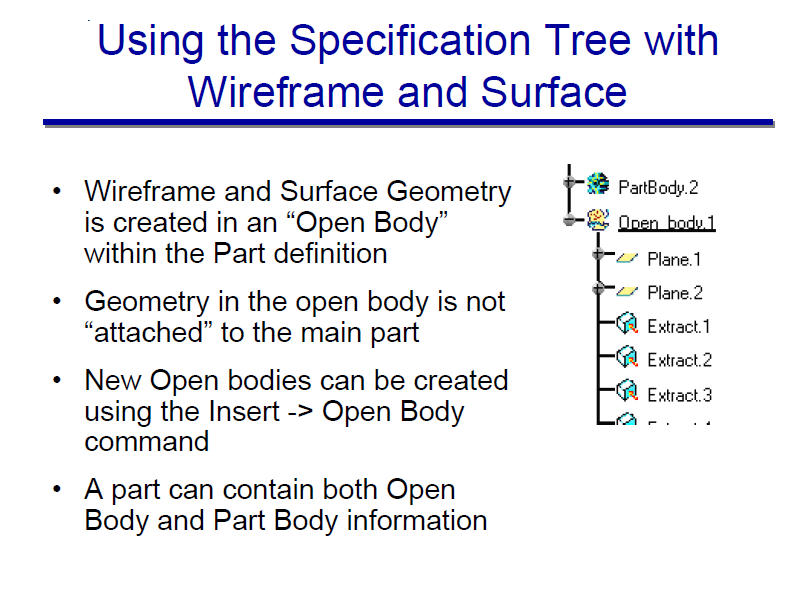 Using the Specification Tree with
Wireframe and Surface
• Wireframe and Surface Geometry
is created in an “Open Body”
within the Part definition
• Geometry in the open body is not
“attached” to the main part
• New Open bodies can be created
using the Insert -> Open Body
command
• A part can contain both Open
Body and Part Body information
PartBody.2
Open_body.1
Plane.1
Plane.2
Extract.1
Extract.2
Extract.3